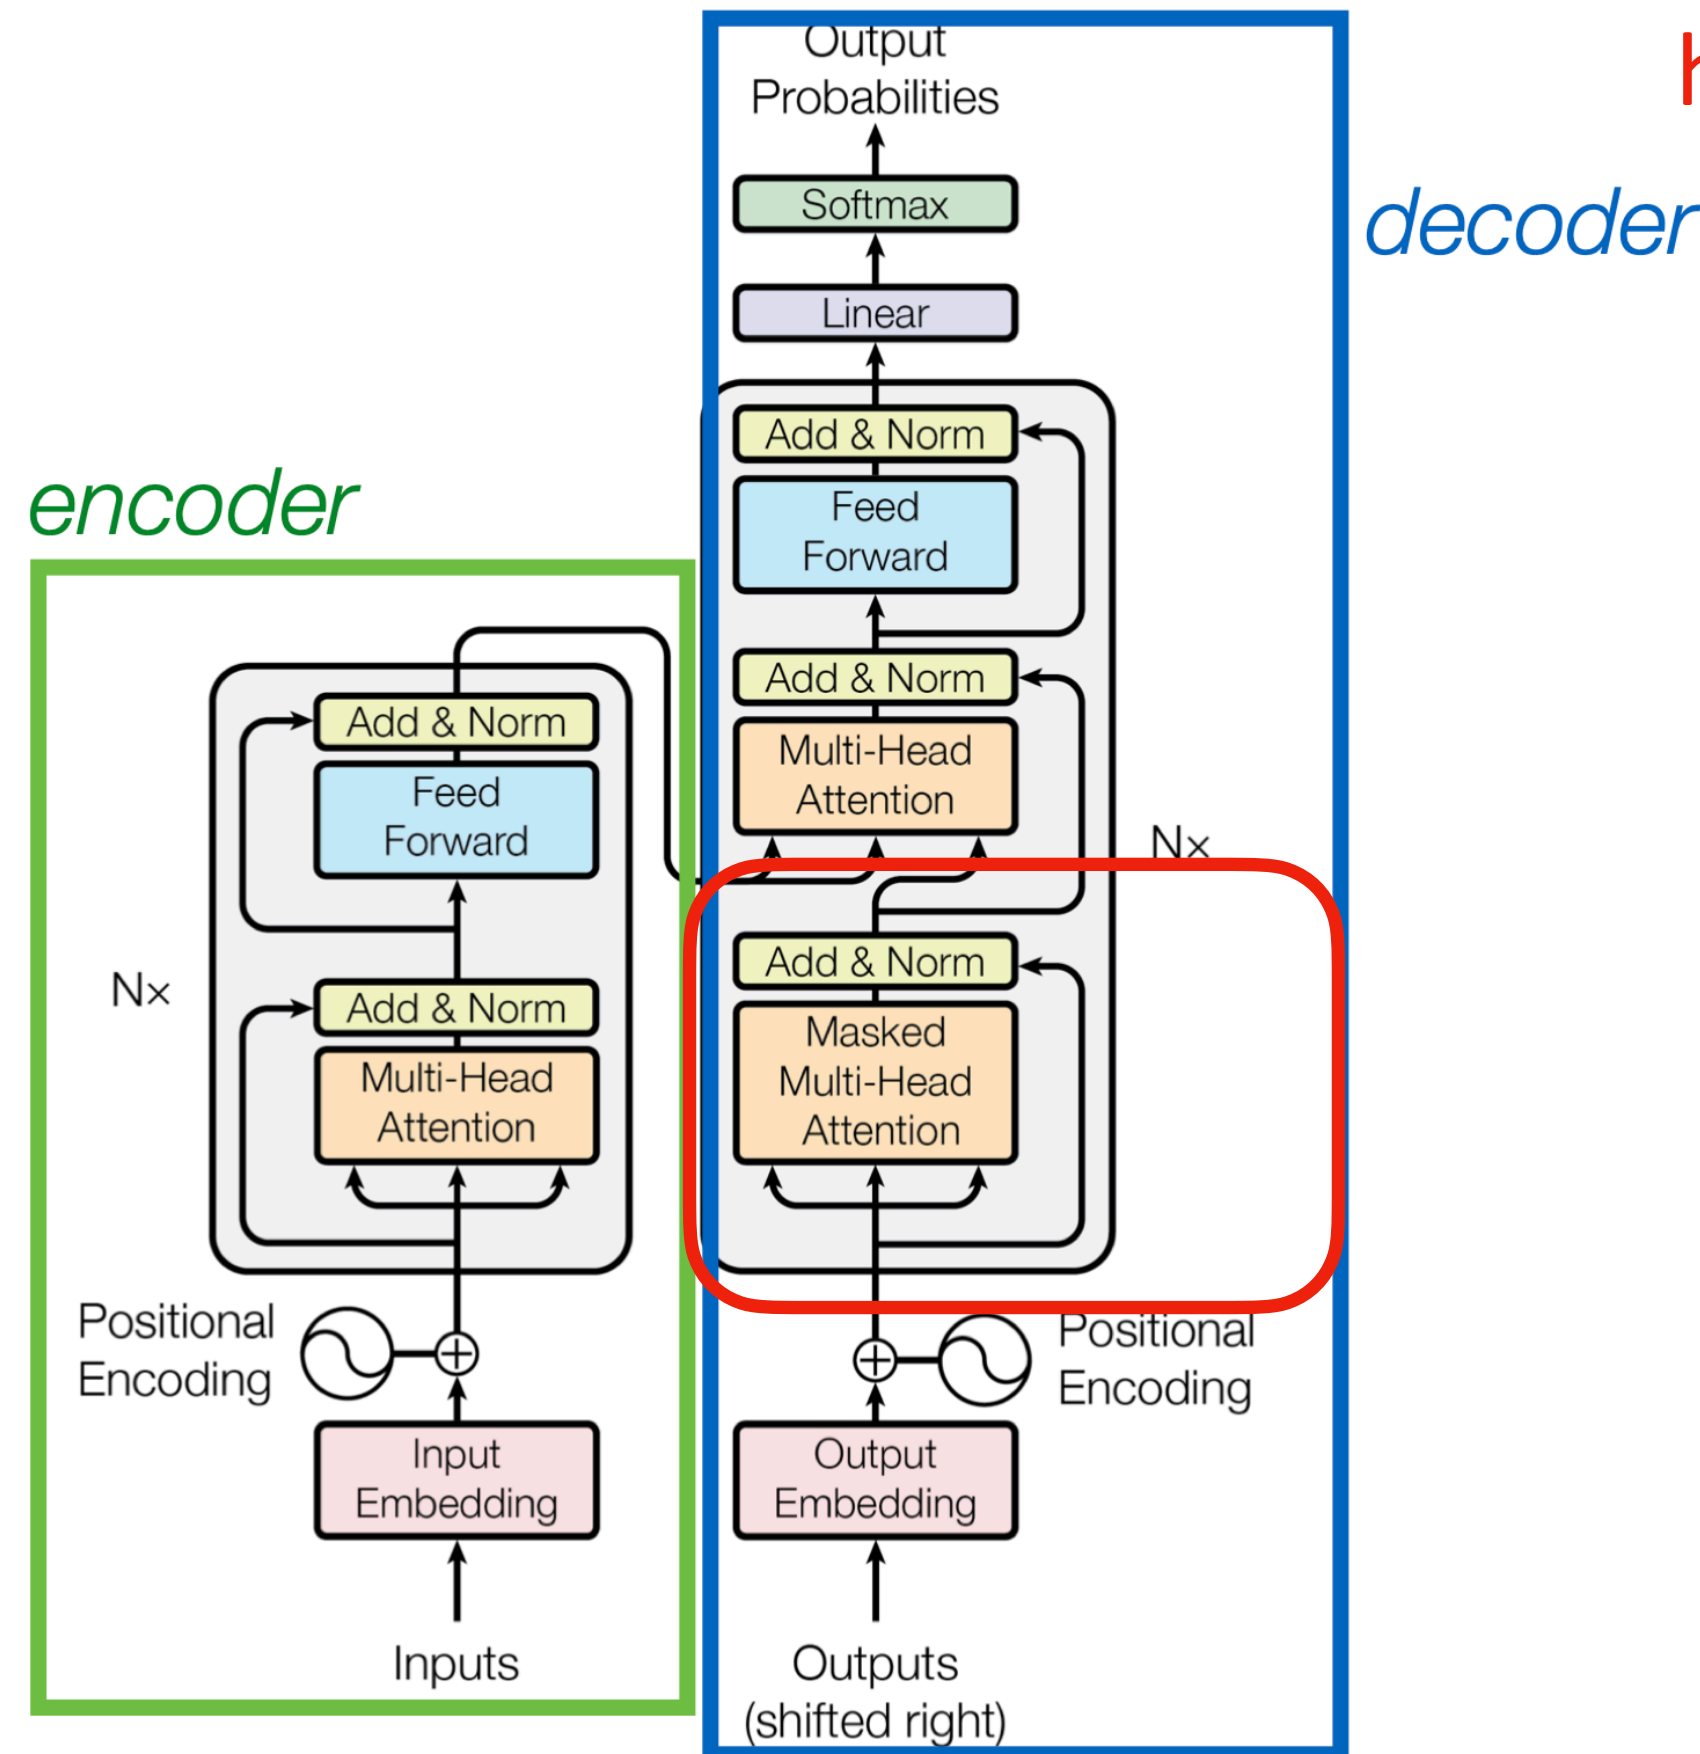 Output
Probabilities
Softmax
decoder
Linear
Add & Norm
Feed
Forward
Add & Norm
Multi-Head
Attention
N×
Add & Norm
Masked
Multi-Head
Attention
Positional
Encoding
Output
Embedding
Outputs
(shifted right)
encoder
Add & Norm
Feed
Forward
N×
Add & Norm
Multi-Head
Attention
Positional
Encoding
Input
Embedding
Inputs